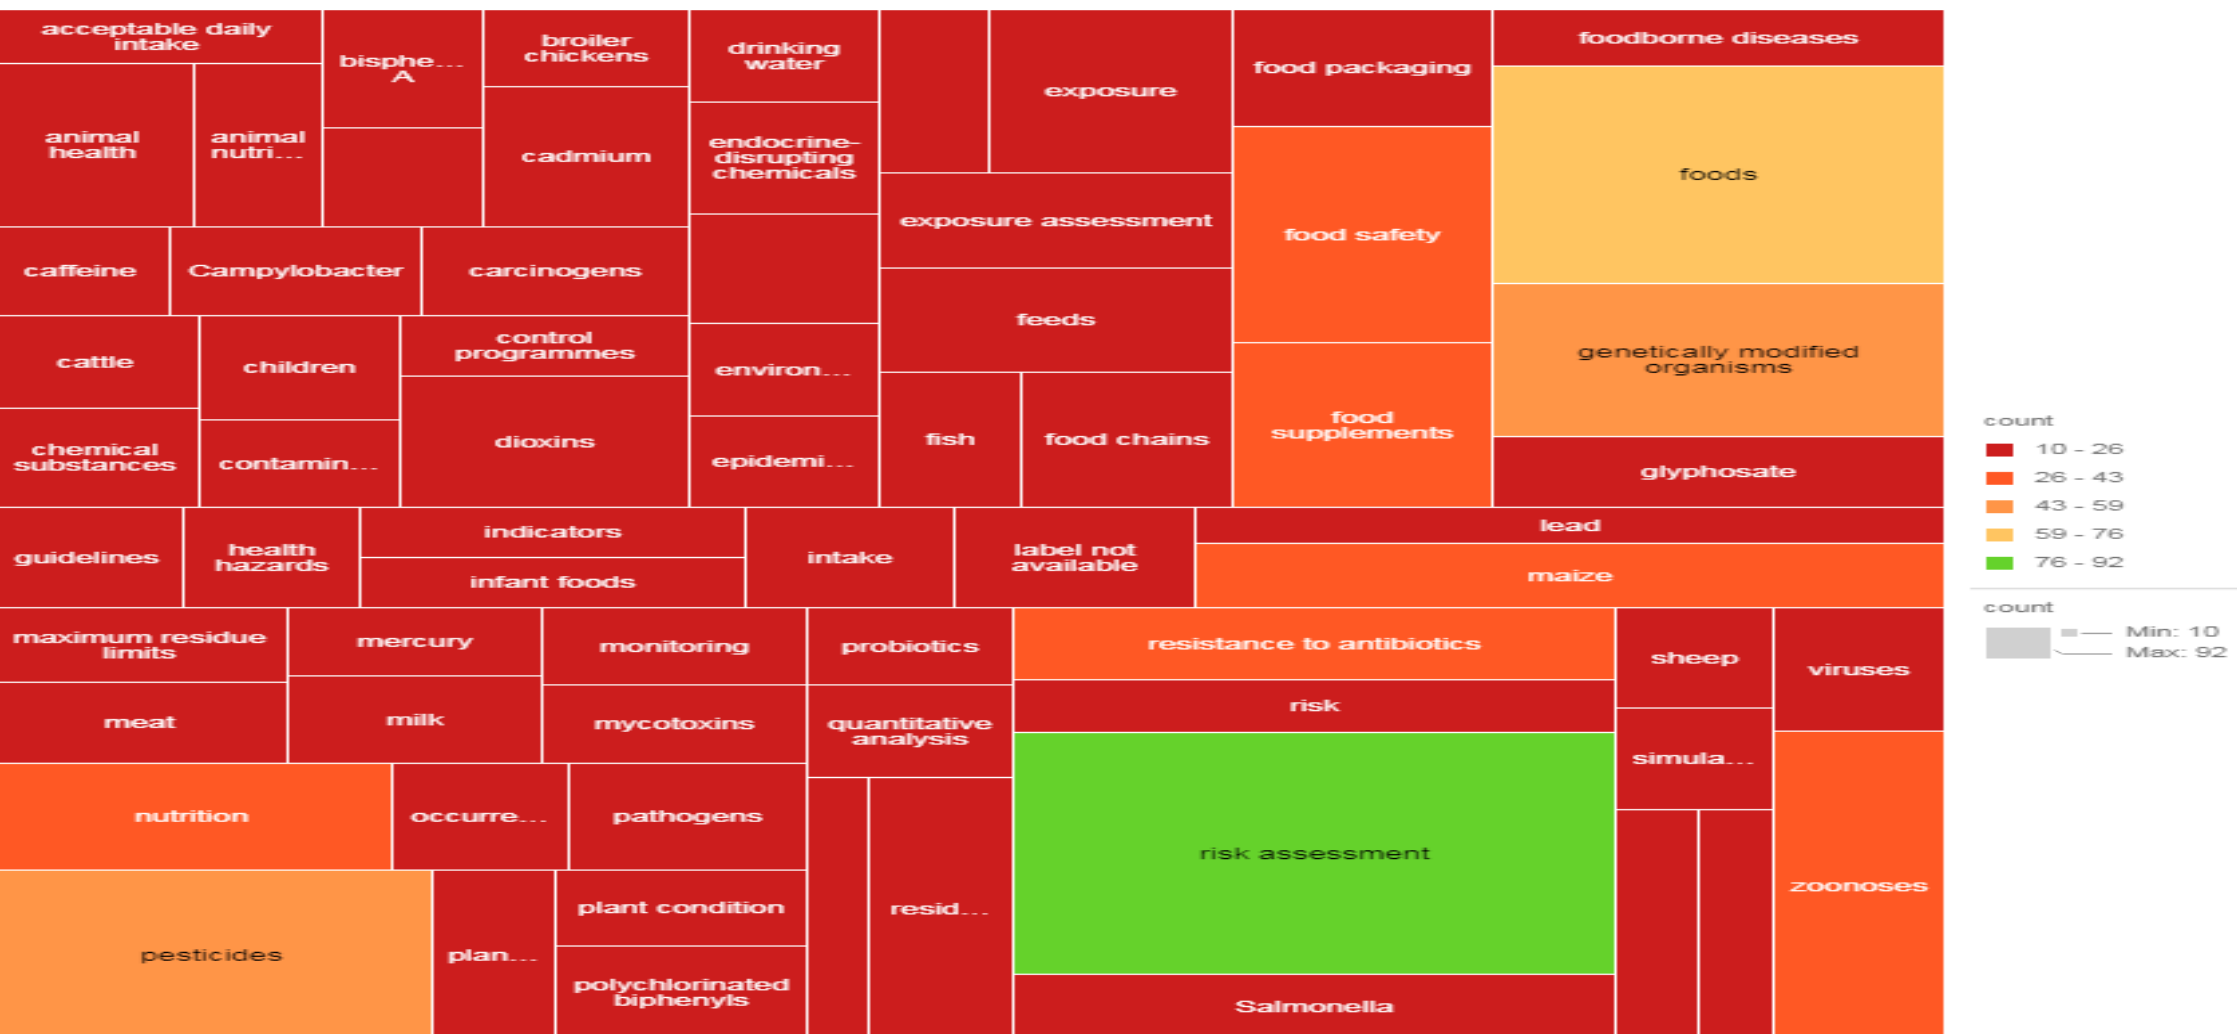 acceptable daily
intake
bisphe...
A
broiler
chickens
drinking
water
exposure
food packaging
foodborne diseases
animal
health
animal
nutri...
cadmium
endocrine-
disrupting
chemicals
foods
exposure assessment
food safety
caffeine
Campylobacter
carcinogens
feeds
genetically modified
organisms
cattle
children
control
programmes
environ...
food
supplements
chemical
substances
contamin...
dioxins
epidemi...
fish
food chains
glyphosate
guidelines
health
hazards
indicators
infant foods
intake
label not
available
lead
maize
maximum residue
limits
mercury
monitoring
probiotics
resistance to antibiotics
sheep
viruses
meat
milk
mycotoxins
quantitative
analysis
risk
simula...
nutrition
occurre...
pathogens
risk assessment
zoonoses
pesticides
plan...
plant condition
polychlorinated
biphenyls
resid...
Salmonella
count
10 - 26
26 - 43
43 - 59
59 - 76
76 - 92
count
Min: 10
Max: 92